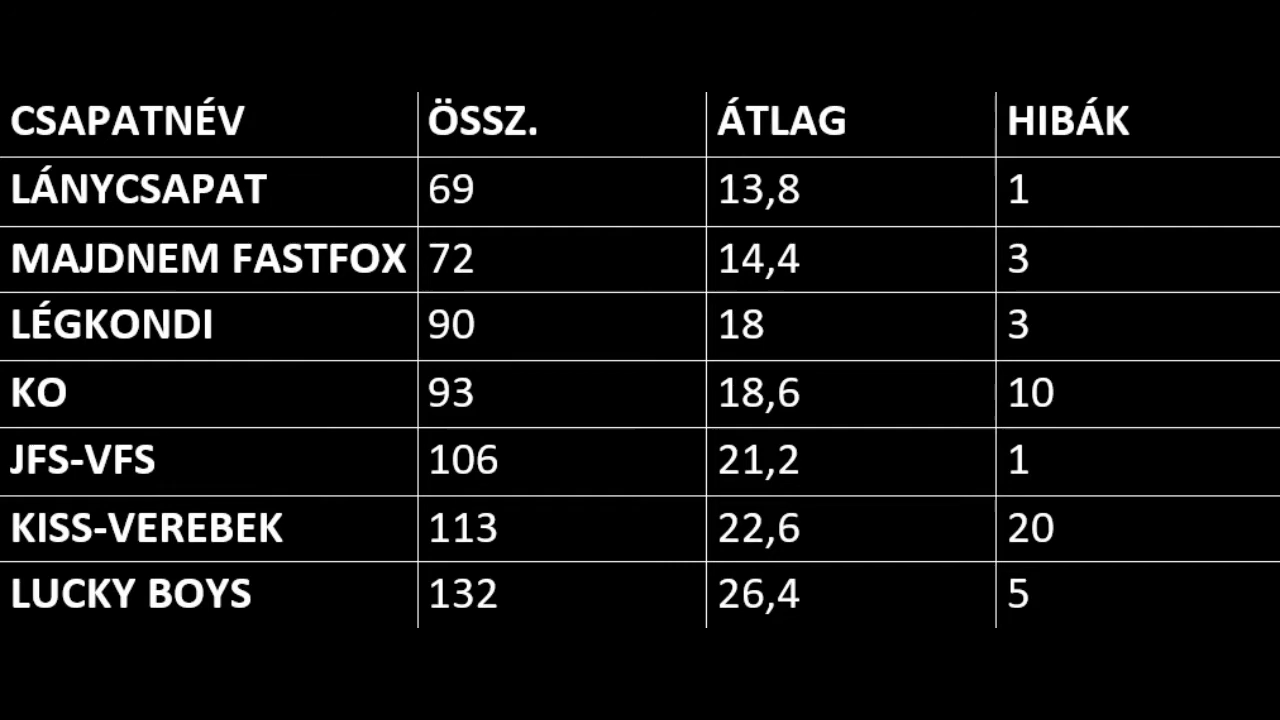 CSAPATNÉV ÖSSZ. ÁTLAG HIBÁK
LÁNYCSAPAT 69 13,8 1
MAJDNEM FASTFOX 72 14,4 3
LÉGKONDI 90 18 3
KO 93 18,6 10
JFS-VFS 106 21,2 1
KISS-VEREBEK 113 22,6 20
LUCKY BOYS 132 26,4 5